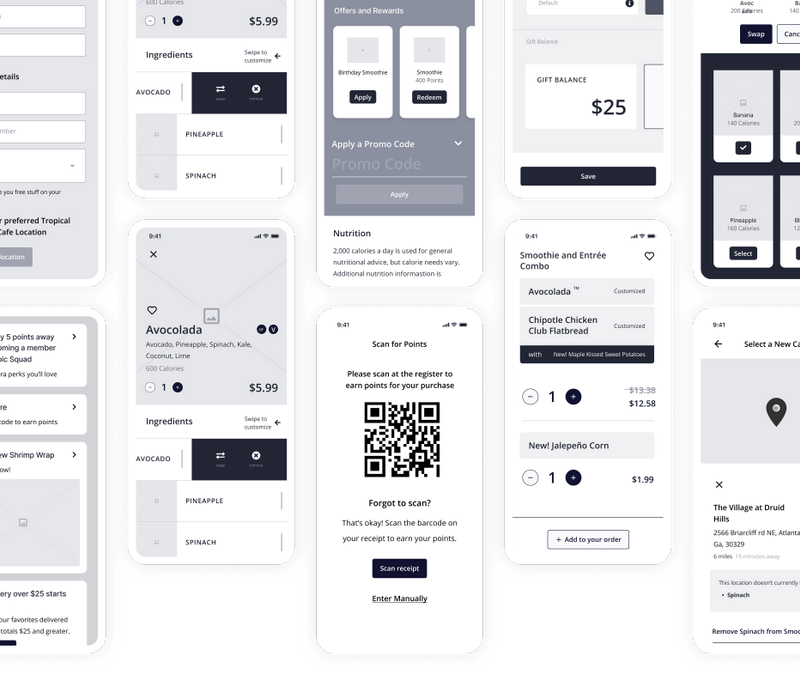 etails
mber
e you free stuff on your
r preferred Tropical
Cafe Location
location
y 5 points away
oming a member
pic Squad
ra perks you'll love
re
code to earn points
ew Shrimp Wrap
ow!
ery over $25 starts
our favorites delivered
totals $25 and greater.
600 Calories
1
$5.99
Ingredients
Swipe to
customize
AVOCADO
swap
remove
PINEAPPLE
SPINACH
9:41
Avocolada
GF
V
Avocado, Pineapple, Spinach, Kale,
Coconut, Lime
600 Calories
1
$5.99
Ingredients
Swipe to
customize
AVOCADO
swap
remove
PINEAPPLE
SPINACH
Offers and Rewards
Birthday Smoothie
Apply
Smoothie
400 Points
Redeem
Apply a Promo Code
Promo Code
Apply
Nutrition
2,000 calories a day is used for general
nutritional advice, but calorie needs vary.
Additional nutrition informastion is
9:41
Scan for Points
Please scan at the register to
earn points for your purchase
Forgot to scan?
That's okay! Scan the barcode on
your receipt to earn your points.
Scan receipt
Enter Manually
Default
Gift Balance
GIFT BALANCE
$25
Save
9:41
Smoothie and Entrée
Combo
Avocolada ™
Customized
Chipotle Chicken
Club Flatbread
Customized
with
New! Maple Kissed Sweet Potatoes
1
$13.38
$12.58
New! Jalepeño Corn
1
$1.99
+ Add to your order
Avoc
200 Calories
Ba
140
Swap
Canc
Banana
140 Calories
20
Pineapple
160 Calories
Select
Bl
12
9:41
Select a New Ca
The Village at Druid
Hills
2566 Briarcliff rd NE, Atlanta
Ga, 30329
6 miles 15 minutes away
This location doesn't currently
• Spinach
Remove Spinach from Smoo